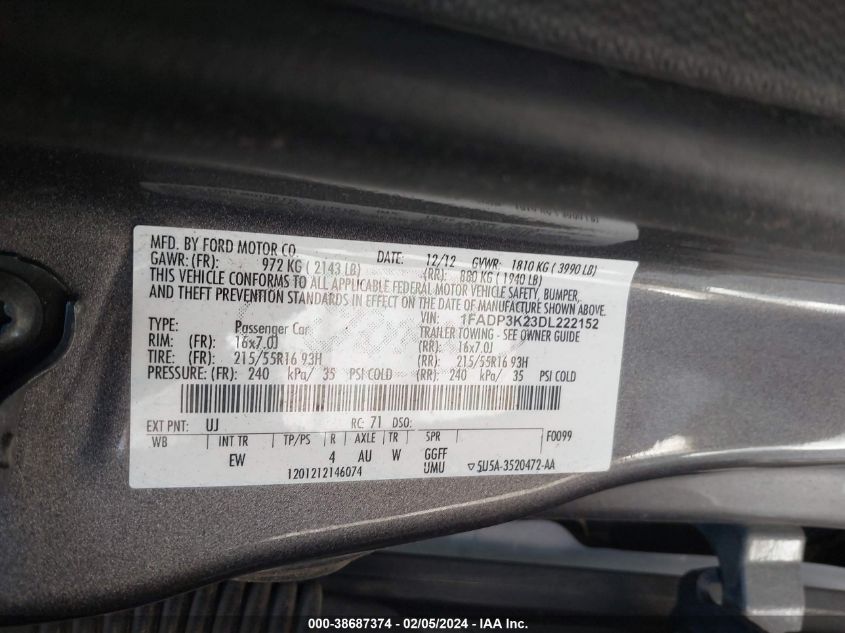 MFD. BY FORD MOTOR CO.
DATE: 12/12 GVWR: 1810 KG ( 3990 LB)
GAWR: (FR): 972 KG ( 2143 LB) (RR): 880 KG ( 1940 LB)
THIS VEHICLE CONFORMS TO ALL APPLICABLE FEDERAL MOTOR VEHICLE SAFETY, BUMPER,
AND THEFT PREVENTION STANDARDS IN EFFECT ON THE DATE OF MANUFACTURE SHOWN ABOVE.
VIN: 1FADP3K23DL222152
TYPE: Passenger Car TRAILER TOWING - SEE OWNER GUIDE
RIM: (FR): 16x7.0J (RR): 16x7.0J
TIRE: (FR): 215/55R16 93H (RR): 215/55R16 93H
PRESSURE: (FR): 240 kPa/ 35 PSI COLD (RR): 240 kPa/ 35 PSI COLD
EXT PNT: UJ RC: 71 DSO:
WB INT TR TP/PS R AXLE TR SPR F0099
EW 4 AU W GGFF
UMU
1201212146074 5U5A-3520472-AA
000-38687374 - 02/05/2024 - IAA Inc.